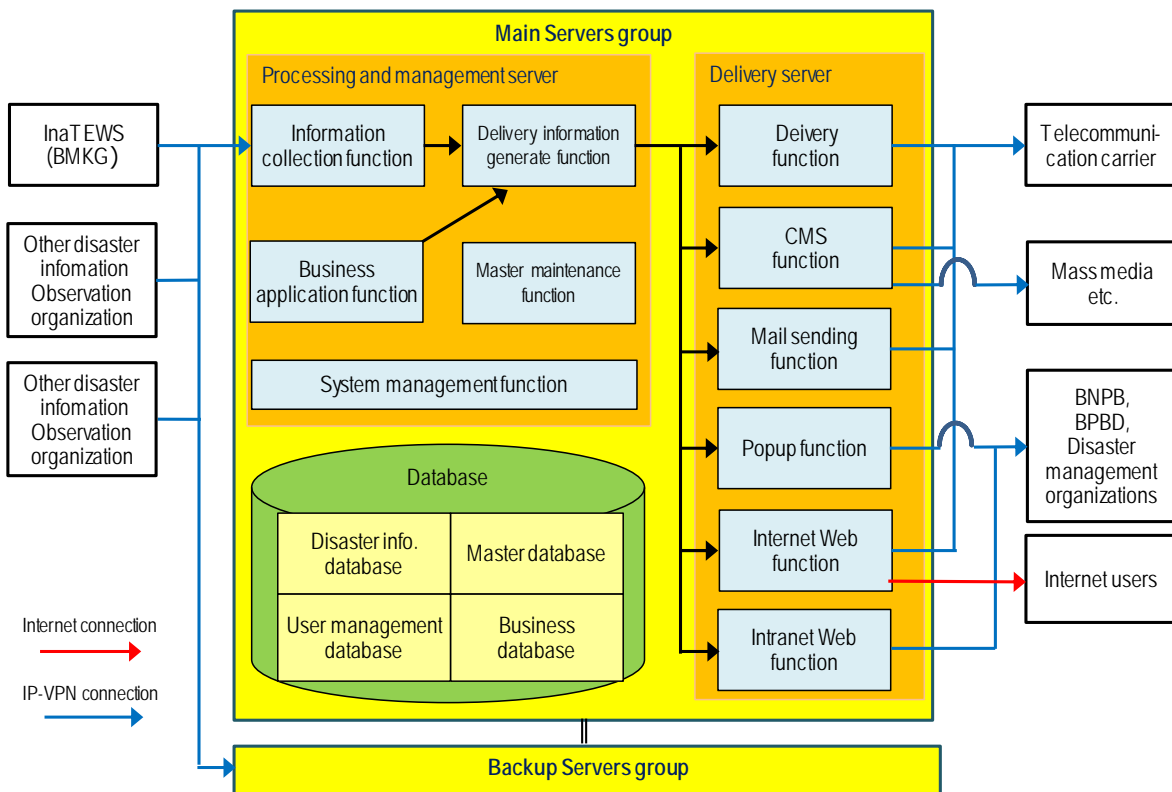 Main Servers group
Processing and management server
Delivery server
InaTEWS
(BMKG)
Information
collection function
Delivery information
generate function
Deivery
function
Telecommuni-
cation carrier
Other disaster
infomation
Observation
organization
Business
application function
Master maintenance
function
CMS
function
Mass media
etc.
Other disaster
infomation
Observation
organization
System management function
Mail sending
function
BNPB,
BPBD,
Disaster
management
organizations
Popup function
Database
Disaster info.
database
Master database
User management
database
Business
database
Internet Web
function
Internet users
Intranet Web
function
Internet connection
IP-VPN connection
Backup Servers group